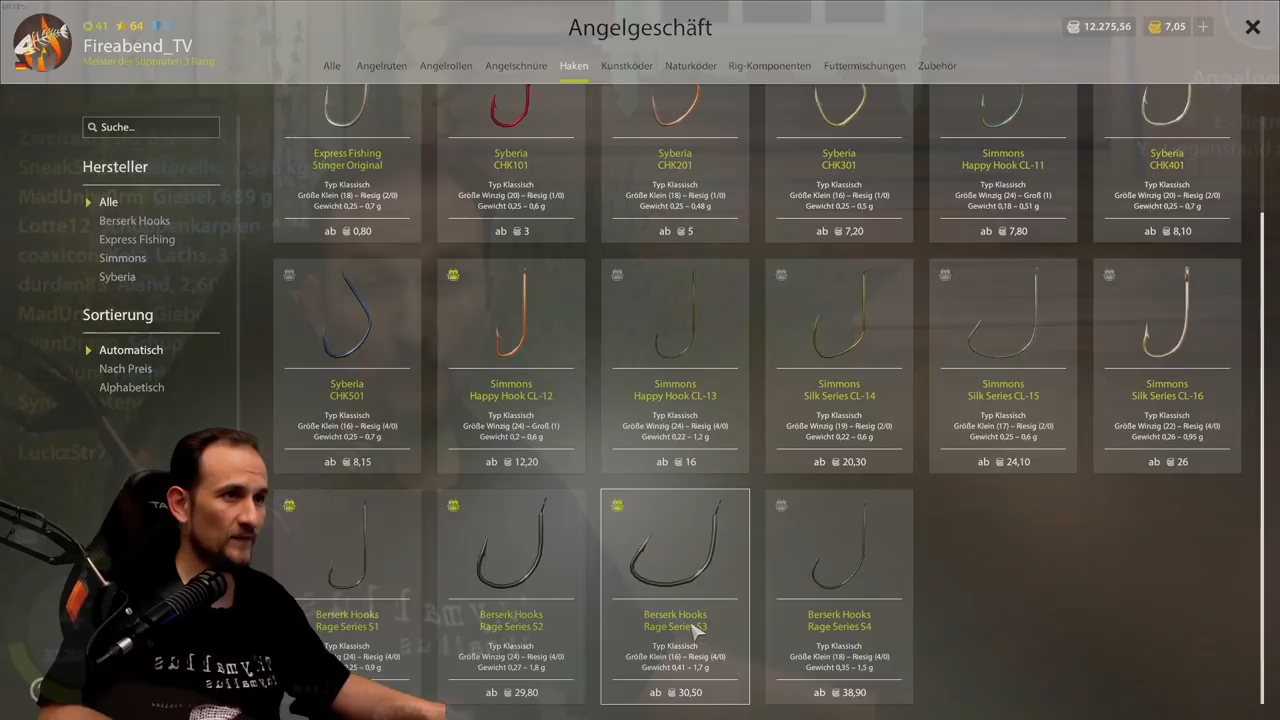 41 64
Fireabend_TV
Meister der Stipprüten 3 Rang
Angelgeschäft
12.275,56 7,05 +
Alle Angelruten Angelrollen Angelschnüre Haken Kunstköder Naturköder Rig-Komponenten Futtermischungen Zubehör
Suche...
Hersteller
Alle
Berserk Hooks
Express Fishing
Simmons
Syberia
Sortierung
Automatisch
Nach Preis
Alphabetisch
Express Fishing
Stinger Original
Typ Klassisch
Größe Klein (18) – Riesig (2/0)
Gewicht 0,25 – 0,7 g
ab 0,80
Syberia
CHK101
Typ Klassisch
Größe Winzig (20) – Riesig (1/0)
Gewicht 0,25 – 0,6 g
ab 3
Syberia
CHK201
Typ Klassisch
Größe Klein (18) – Riesig (1/0)
Gewicht 0,25 – 0,48 g
ab 5
Syberia
CHK301
Typ Klassisch
Größe Klein (16) – Riesig (1/0)
Gewicht 0,25 – 0,5 g
ab 7,20
Simmons
Happy Hook CL-11
Typ Klassisch
Größe Winzig (24) – Groß (1)
Gewicht 0,18 – 0,51 g
ab 7,80
Syberia
CHK401
Typ Klassisch
Größe Winzig (20) – Riesig (2/0)
Gewicht 0,25 – 0,7 g
ab 8,10
Syberia
CHK501
Typ Klassisch
Größe Klein (16) – Riesig (4/0)
Gewicht 0,25 – 0,7 g
ab 8,15
Simmons
Happy Hook CL-12
Typ Klassisch
Größe Winzig (24) – Groß (1)
Gewicht 0,2 – 0,6 g
ab 12,20
Simmons
Happy Hook CL-13
Typ Klassisch
Größe Winzig (24) – Riesig (4/0)
Gewicht 0,22 – 1,2 g
ab 16
Simmons
Silk Series CL-14
Typ Klassisch
Größe Winzig (19) – Riesig (2/0)
Gewicht 0,22 – 0,6 g
ab 20,30
Simmons
Silk Series CL-15
Typ Klassisch
Größe Klein (17) – Riesig (2/0)
Gewicht 0,25 – 0,6 g
ab 24,10
Simmons
Silk Series CL-16
Typ Klassisch
Größe Winzig (22) – Riesig (4/0)
Gewicht 0,26 – 0,95 g
ab 26
Berserk Hooks
Rage Series S1
Typ Klassisch
(24) – Riesig (4/0)
0,25 – 0,9 g
Berserk Hooks
Rage Series S2
Typ Klassisch
Größe Winzig (24) – Riesig (4/0)
Gewicht 0,27 – 1,8 g
ab 29,80
Berserk Hooks
Rage Series S3
Typ Klassisch
Größe Klein (16) – Riesig (4/0)
Gewicht 0,41 – 1,7 g
ab 30,50
Berserk Hooks
Rage Series S4
Typ Klassisch
Größe Klein (18) – Riesig (4/0)
Gewicht 0,35 – 1,5 g
ab 38,90